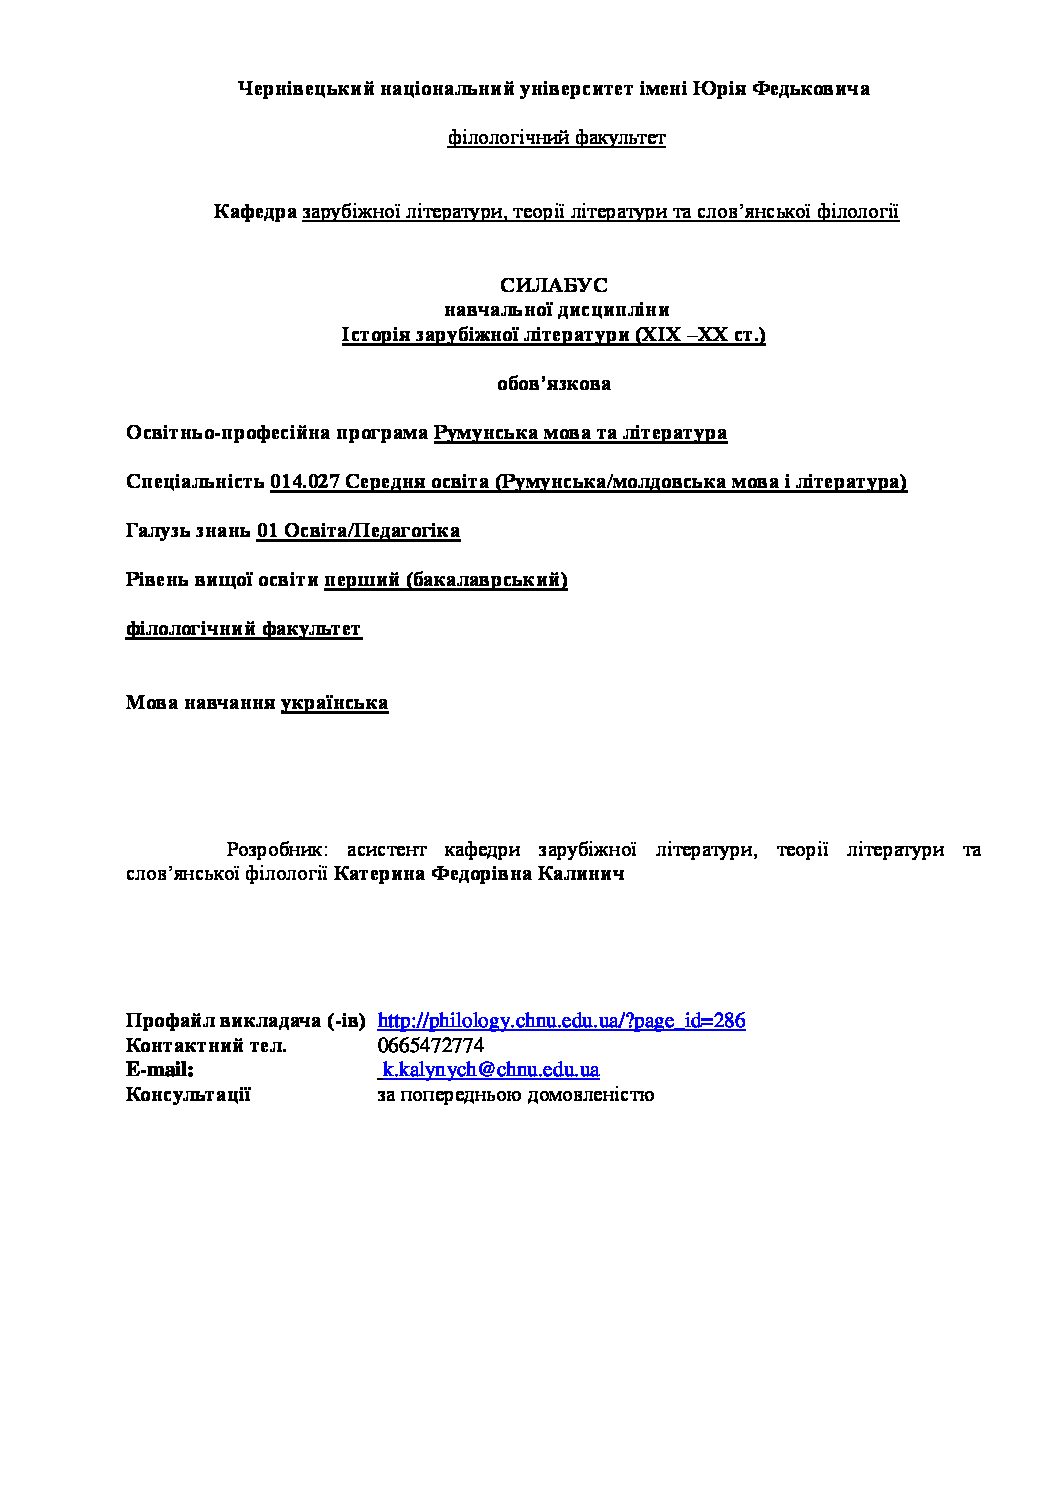 Чернівецький національний університет імені Юрія Федьковича
філологічний факультет
Кафедра зарубіжної літератури, теорії літератури та слов’янської філології
СИЛАБУС
навчальної дисципліни
Історія зарубіжної літератури (ХІХ –ХХ ст.)
обов’язкова
Освітньо-професійна програма Румунська мова та література
Спеціальність 014.027 Середня освіта (Румунська/молдовська мова і література)
Галузь знань 01 Освіта/Педагогіка
Рівень вищої освіти перший (бакалаврський)
філологічний факультет
Мова навчання українська
Розробник: асистент кафедри зарубіжної літератури, теорії літератури та
слов’янської філології Катерина Федорівна Калинич
Профайл викладача (-ів) http://philology.chnu.edu.ua/?page_id=286
Контактний тел. 0665472774
E-mail: k.kalynych@chnu.edu.ua
Консультації за попередньою домовленістю